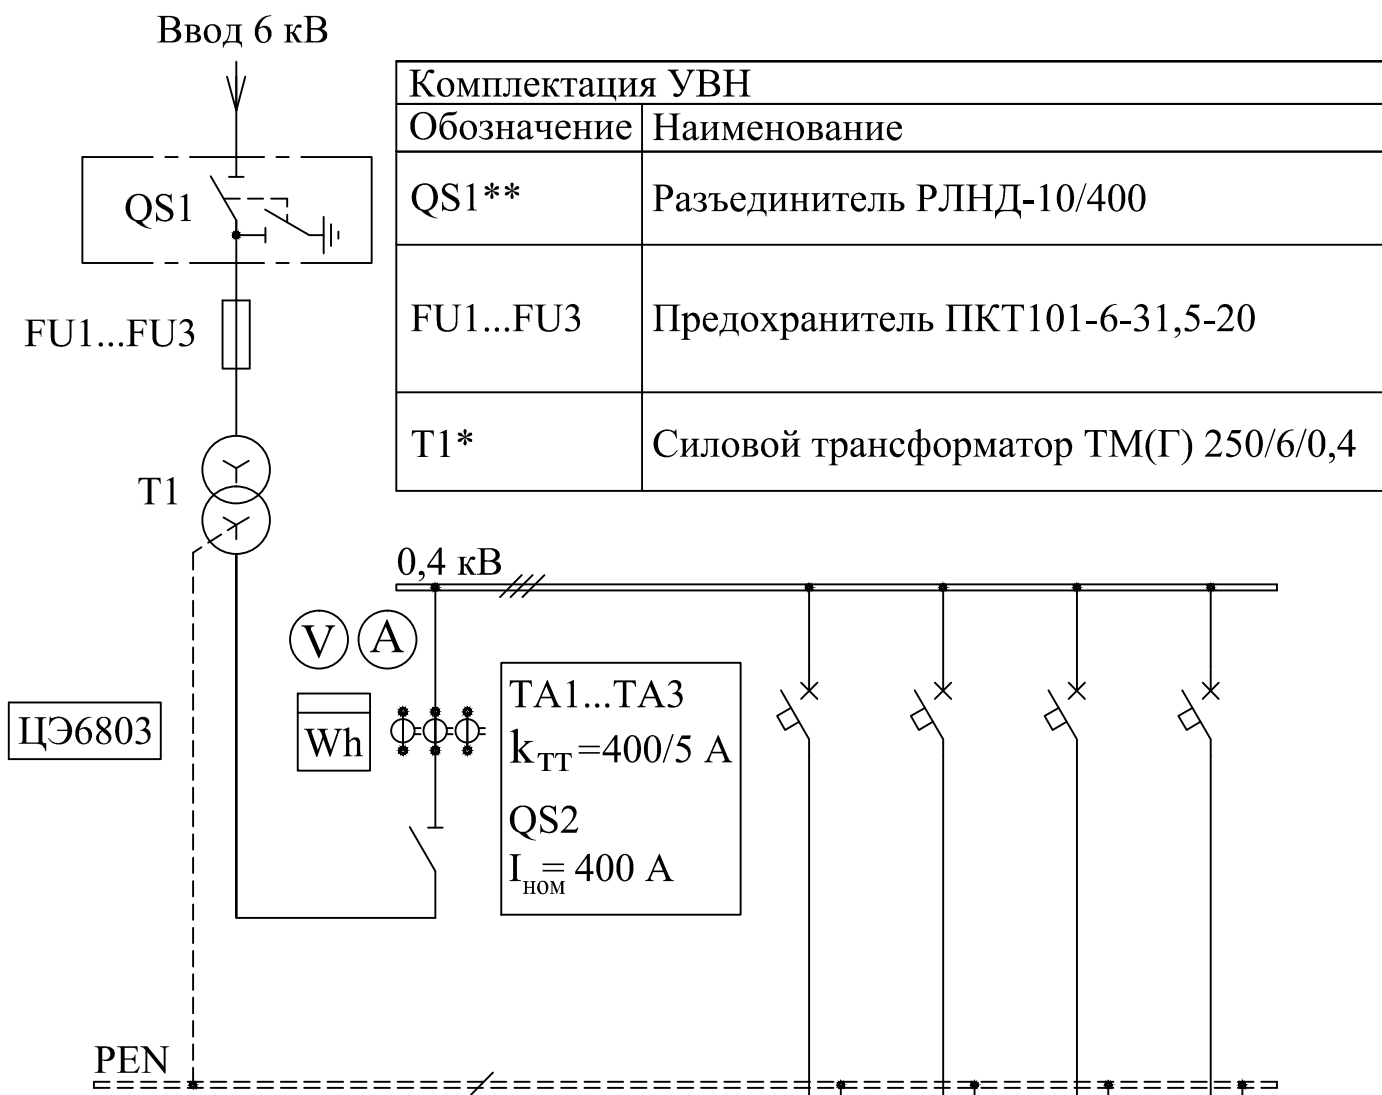 Ввод 6 кВ
Комплектация УВН
Обозначение Наименование
QS1** Разъединитель РЛНД-10/400
FU1...FU3 Предохранитель ПКТ101-6-31,5-20
T1* Силовой трансформатор ТМ(Г) 250/6/0,4
QS1
FU1...FU3
T1
0,4 кВ
V A
Wh
ЦЭ6803
TA1...TA3
kТТ=400/5 А
QS2
Iном= 400 А
PEN